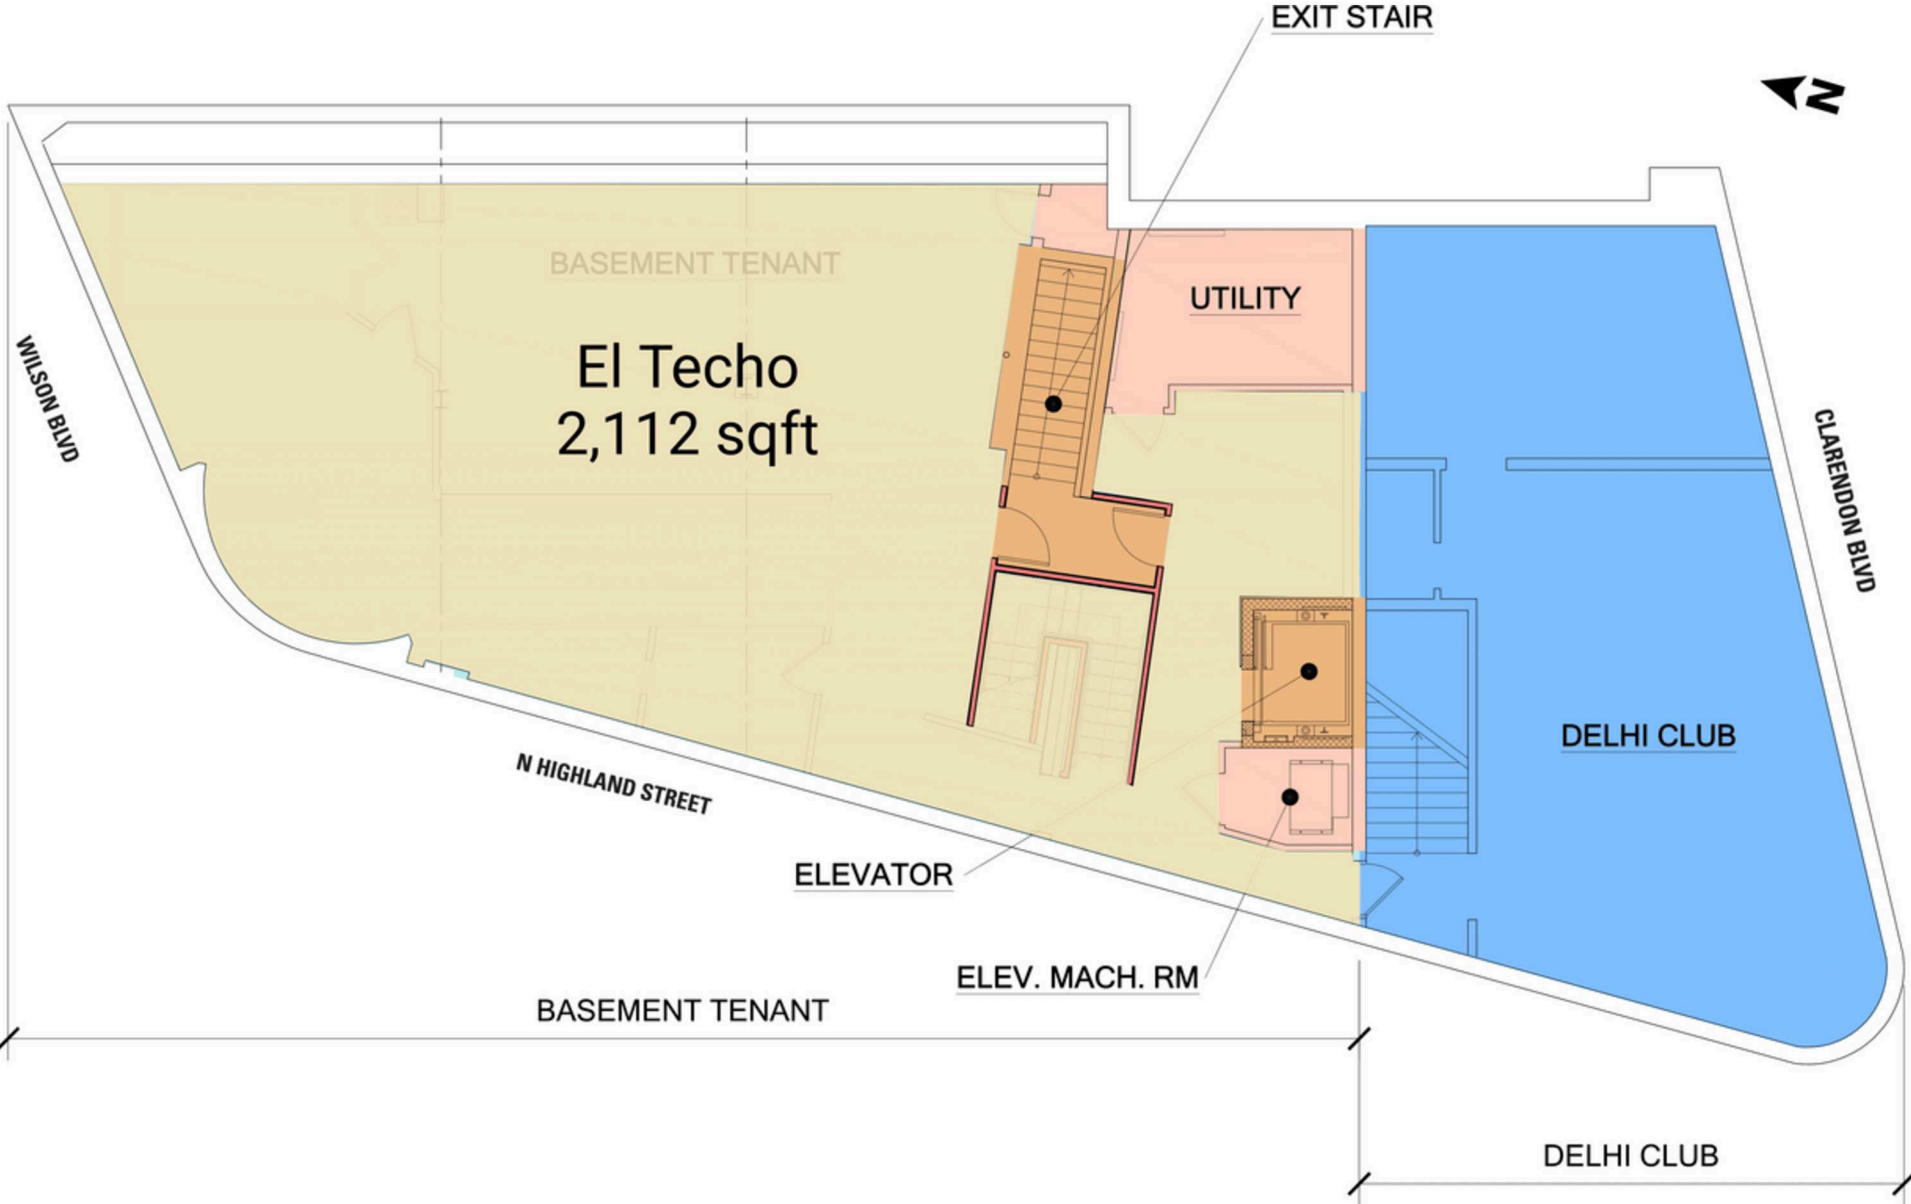 EXIT STAIR
N
BASEMENT TENANT
UTILITY
El Techo
2,112 sqft
WILSON BLVD
CLARENDON BLVD
DELHI CLUB
N HIGHLAND STREET
ELEVATOR
ELEV. MACH. RM
BASEMENT TENANT
DELHI CLUB